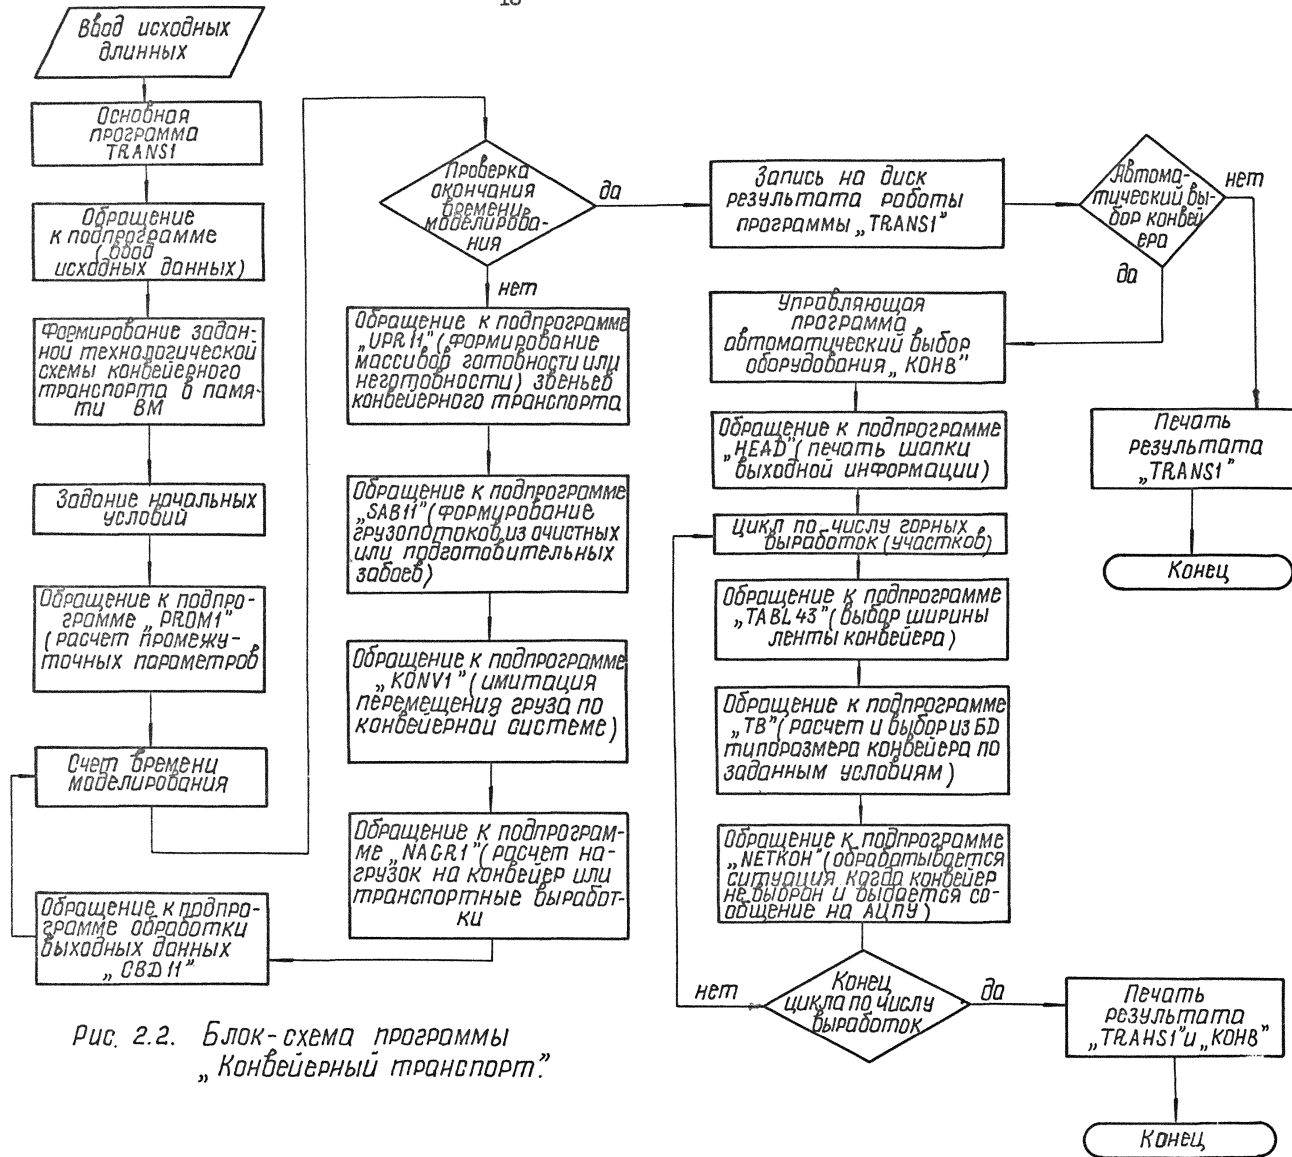 Ввод исходных
длинных
Основная
программа
TRANS1
Обращение
к подпрограмме
(ввод
исходных данных)
Формирование задан-
ной технологической
схемы конвейерного
транспорта в памя-
ти ВМ
Задание начальных
условий
Обращение к подпро-
грамме „PROM1"
(расчет промежу-
точных параметров
Счет времени
моделирования
Обращение к подпро-
грамме обработки
выходных данных
„CBD11"
Проверка
окончания
времени
моделирова-
ния
да
нет
Обращение к подпрограмме
„UPR11" (формирование
массивов готовности или
неготовности) звеньев
конвейерного транспорта
Обращение к подпрограмме
„SAB11" (формирование
грузопотоков из очистных
или подготовительных
забоев)
Обращение к подпрограмме
„KONV1" (имитация
перемещения груза по
конвейерной системе)
Обращение к подпрограм-
ме „NAGR1" (расчет на-
грузок на конвейер или
транспортные выработ-
ки
Запись на диск
результата работы
программы „TRANS1"
Автома-
тический вы-
бор конвей
ера
нет
да
Управляющая
программа
автоматический выбор
оборудования „КОНВ"
Обращение к подпрограмме
„HEAD" (печать шапки
выходной информации)
Цикл по числу горных
выработок (участков)
Обращение к подпрограмме
„TABL43" (выбор ширины
ленты конвейера)
Обращение к подпрограмме
„ТВ" (расчет и выбор из БД
типоразмера конвейера по
заданным условиям)
Обращение к подпрограмме
„NETKOH" (обрабатывается
ситуация когда конвейер
не выбран и выдается со-
общение на АЦПУ)
Конец
цикла по числу
выработок
нет
да
Печать
результата
„TRANS1"
Конец
Печать
результата
„TRAHS1" и „КОНВ"
Конец
Рис. 2.2. Блок-схема программы
„Конвейерный транспорт".